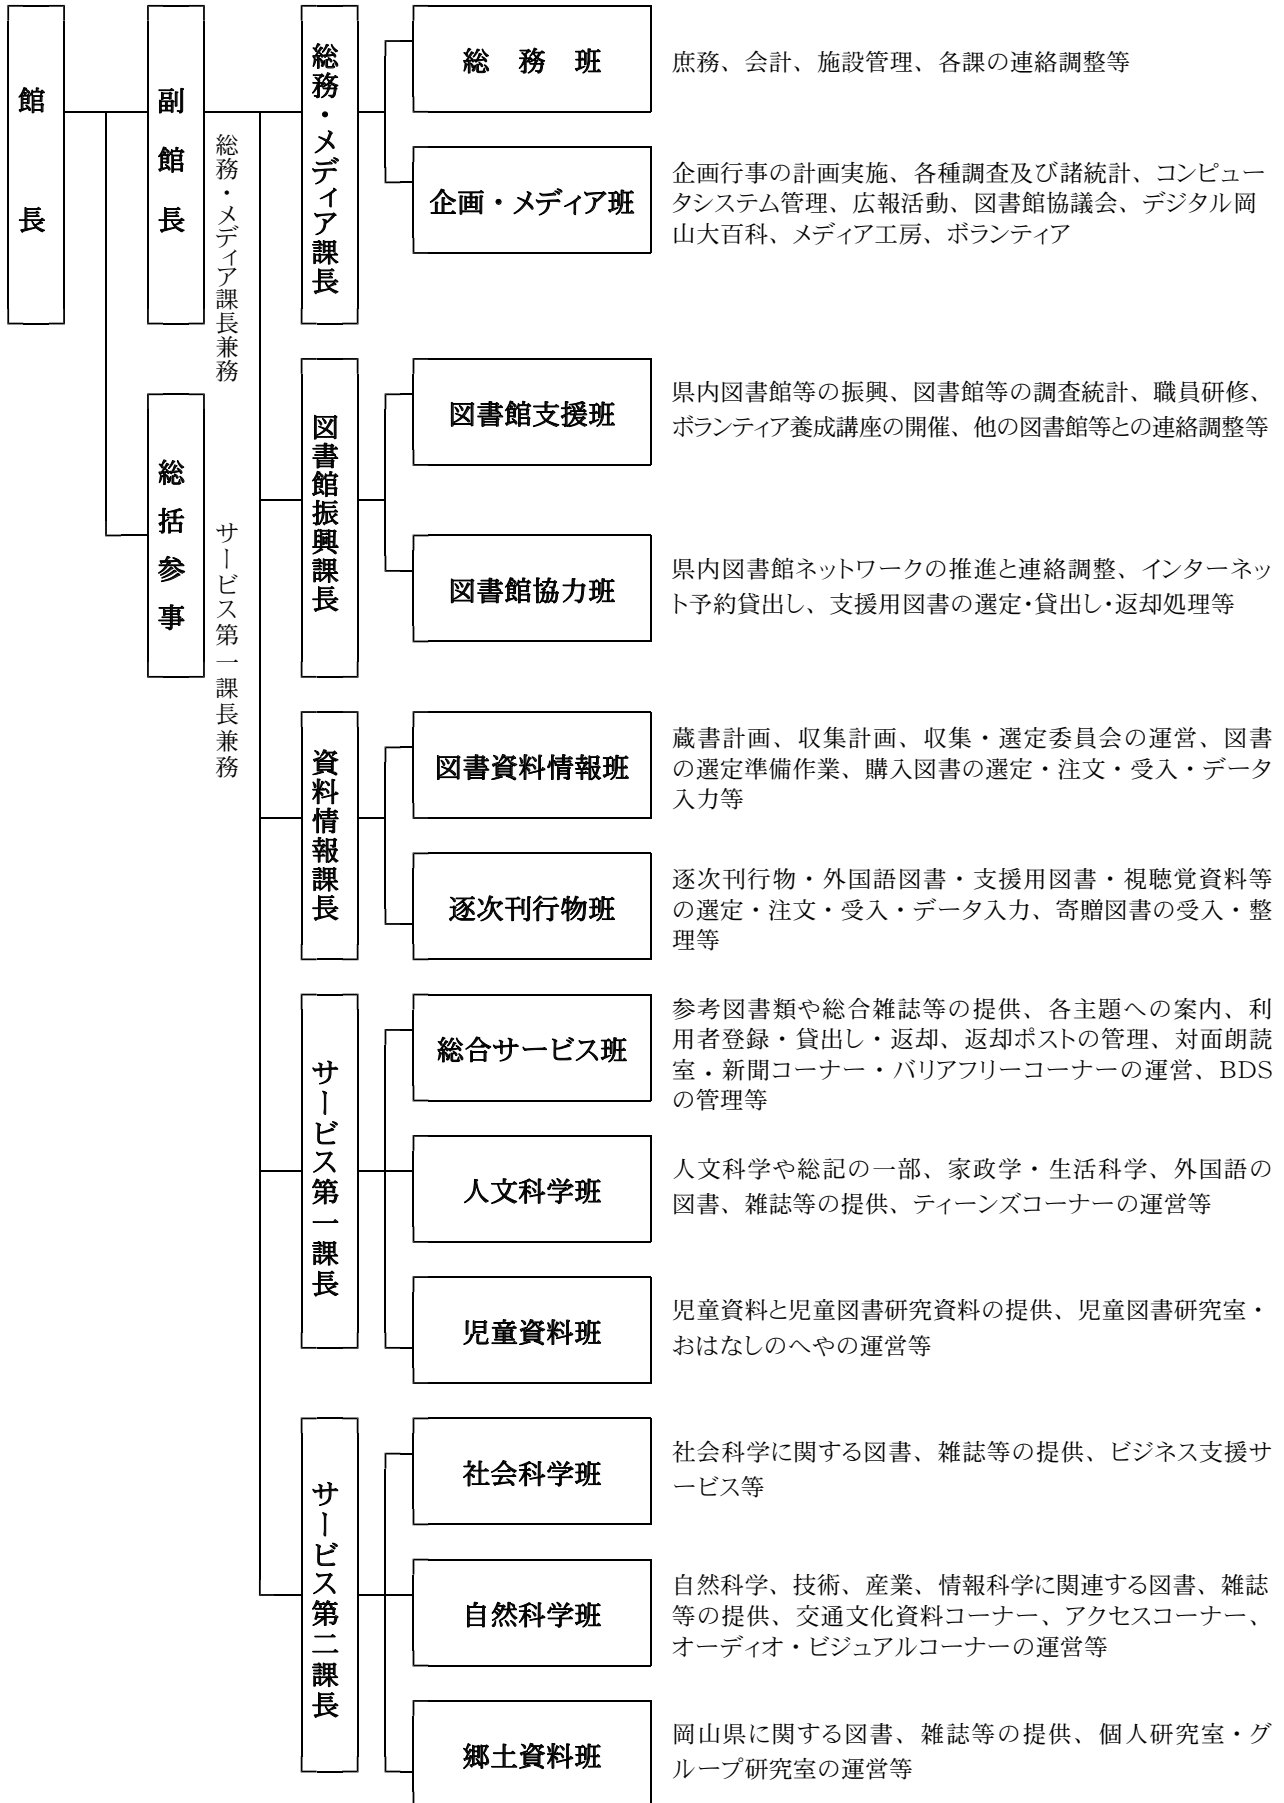 館長
副館長
総務・メディア課長兼務
総括参事
サービス第一課長兼務
総務・メディア課長
総　務　班
庶務、会計、施設管理、各課の連絡調整等
企画・メディア班
企画行事の計画実施、各種調査及び諸統計、コンピュー
タシステム管理、広報活動、図書館協議会、デジタル岡
山大百科、メディア工房、ボランティア
図書館振興課長
図書館支援班
県内図書館等の振興、図書館等の調査統計、職員研修、
ボランティア養成講座の開催、他の図書館等との連絡調整等
図書館協力班
県内図書館ネットワークの推進と連絡調整、インターネッ
ト予約貸出し、支援用図書の選定・貸出し・返却処理等
資料情報課長
図書資料情報班
蔵書計画、収集計画、収集・選定委員会の運営、図書
の選定準備作業、購入図書の選定・注文・受入・データ
入力等
逐次刊行物班
逐次刊行物・外国語図書・支援用図書・視聴覚資料等
の選定・注文・受入・データ入力、寄贈図書の受入・整
理等
サービス第一課長
総合サービス班
参考図書類や総合雑誌等の提供、各主題への案内、利
用者登録・貸出し・返却、返却ポストの管理、対面朗読
室・新聞コーナー・バリアフリーコーナーの運営、BDS
の管理等
人文科学班
人文科学や総記の一部、家政学・生活科学、外国語の
図書、雑誌等の提供、ティーンズコーナーの運営等
児童資料班
児童資料と児童図書研究資料の提供、児童図書研究室・
おはなしのへやの運営等
サービス第二課長
社会科学班
社会科学に関する図書、雑誌等の提供、ビジネス支援サ
ービス等
自然科学班
自然科学、技術、産業、情報科学に関連する図書、雑誌
等の提供、交通文化資料コーナー、アクセスコーナー、
オーディオ・ビジュアルコーナーの運営等
郷土資料班
岡山県に関する図書、雑誌等の提供、個人研究室・グ
ループ研究室の運営等